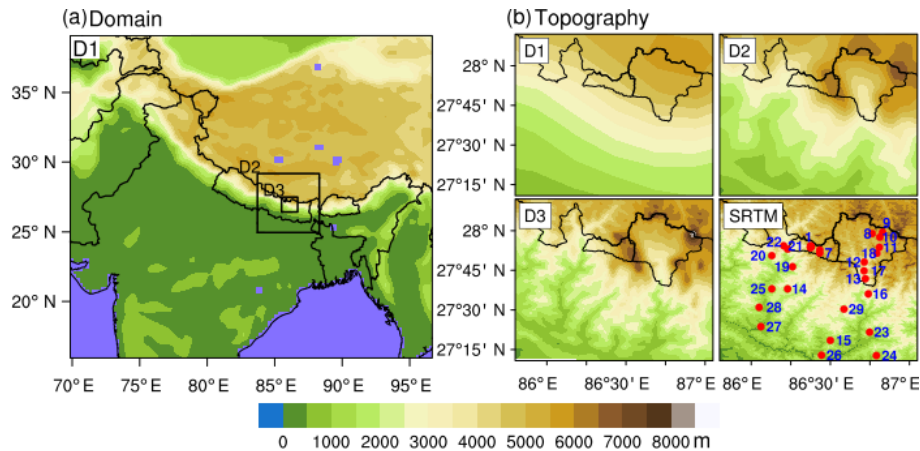 (a) Domain
(b) Topography
D1
D2
D3
35° N
30° N
25° N
20° N
70° E
75° E
80° E
85° E
90° E
95° E
D1
D2
28° N
27°45' N
27°30' N
27°15' N
D3
SRTM
28° N
27°45' N
27°30' N
27°15' N
9
8
10
1
22
21
7
11
18
20
12
19
17
13
25
14
16
28
29
27
23
15
26
24
86° E
86°30' E
87° E
86° E
86°30' E
87° E
0 1000 2000 3000 4000 5000 6000 7000 8000 m